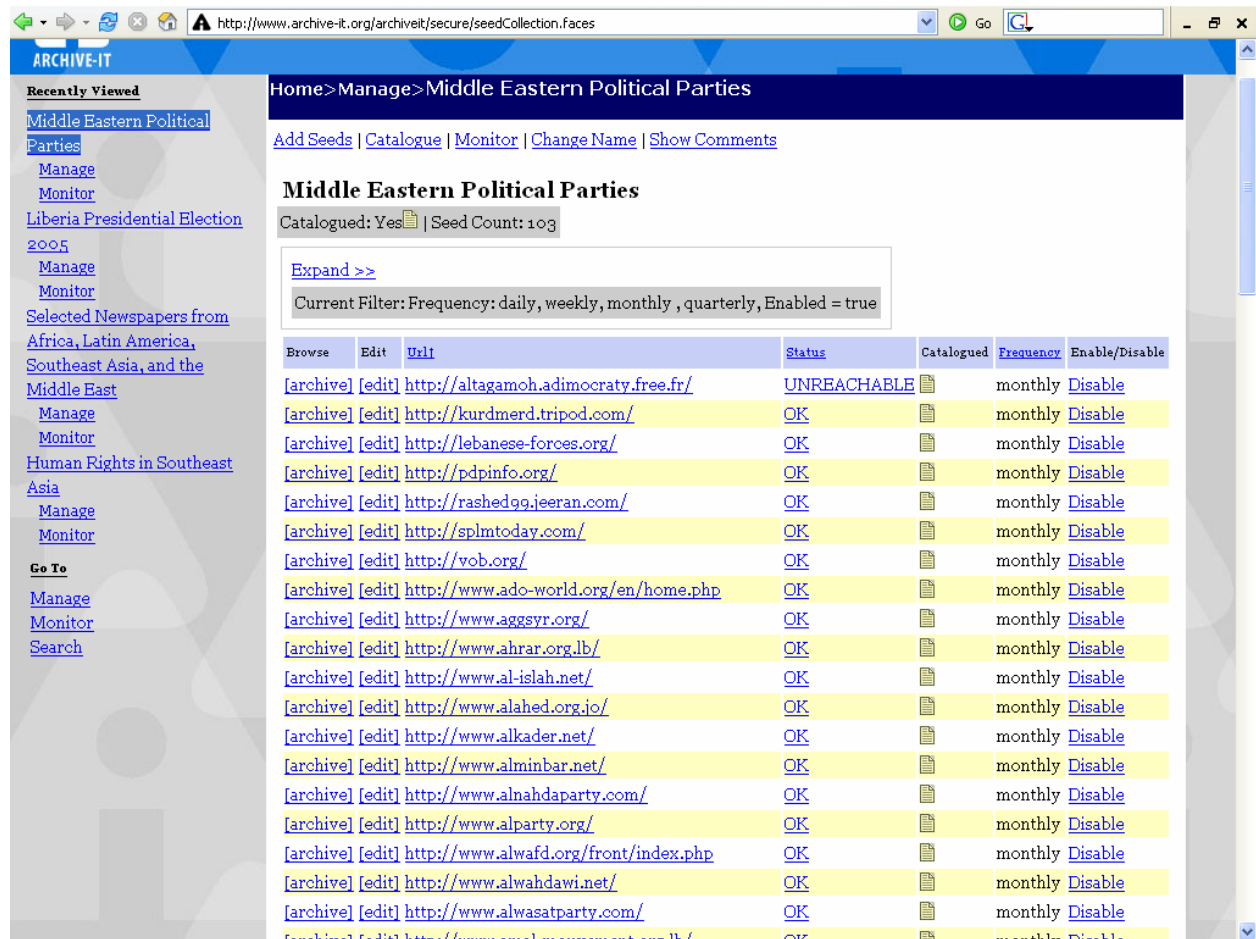 http://www.archive-it.org/archiveit/secure/seedCollection.faces
Go
G
ARCHIVE-IT
Recently Viewed
Middle Eastern Political
Parties
Manage
Monitor
Liberia Presidential Election
2005
Manage
Monitor
Selected Newspapers from
Africa, Latin America,
Southeast Asia, and the
Middle East
Manage
Monitor
Human Rights in Southeast
Asia
Manage
Monitor
Go To
Manage
Monitor
Search
Home>Manage>Middle Eastern Political Parties
Add Seeds | Catalogue | Monitor | Change Name | Show Comments
Middle Eastern Political Parties
Catalogued: Yes | Seed Count: 103
Expand >>
Current Filter: Frequency: daily, weekly, monthly , quarterly, Enabled = true
Browse Edit Url↑ Status Catalogued Frequency Enable/Disable
[archive] [edit] http://altagamoh.adimocraty.free.fr/ UNREACHABLE monthly Disable
[archive] [edit] http://kurdmerd.tripod.com/ OK monthly Disable
[archive] [edit] http://lebanese-forces.org/ OK monthly Disable
[archive] [edit] http://pdpinfo.org/ OK monthly Disable
[archive] [edit] http://rashed99.jeeran.com/ OK monthly Disable
[archive] [edit] http://splmtoday.com/ OK monthly Disable
[archive] [edit] http://vob.org/ OK monthly Disable
[archive] [edit] http://www.ado-world.org/en/home.php OK monthly Disable
[archive] [edit] http://www.aggsyr.org/ OK monthly Disable
[archive] [edit] http://www.ahrar.org.lb/ OK monthly Disable
[archive] [edit] http://www.al-islah.net/ OK monthly Disable
[archive] [edit] http://www.alahed.org.jo/ OK monthly Disable
[archive] [edit] http://www.alkader.net/ OK monthly Disable
[archive] [edit] http://www.alminbar.net/ OK monthly Disable
[archive] [edit] http://www.alnahdaparty.com/ OK monthly Disable
[archive] [edit] http://www.alparty.org/ OK monthly Disable
[archive] [edit] http://www.alwafd.org/front/index.php OK monthly Disable
[archive] [edit] http://www.alwahdawi.net/ OK monthly Disable
[archive] [edit] http://www.alwasatparty.com/ OK monthly Disable